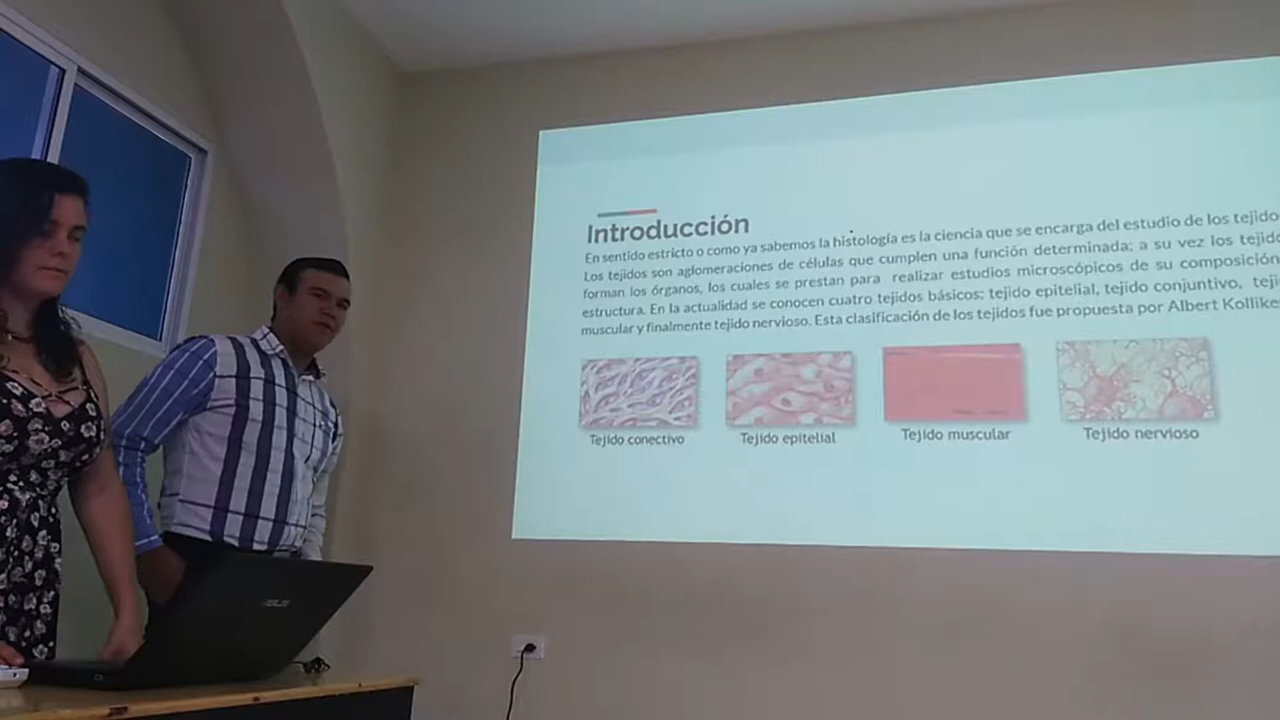 Introducción
En sentido estricto o como ya sabemos la histología es la ciencia que se encarga del estudio de los tejido
Los tejidos son aglomeraciones de células que cumplen una función determinada: a su vez los tejido
forman los órganos, los cuales se prestan para realizar estudios microscópicos de su composición
estructura. En la actualidad se conocen cuatro tejidos básicos: tejido epitelial, tejido conjuntivo, teji
muscular y finalmente tejido nervioso. Esta clasificación de los tejidos fue propuesta por Albert Kollike
Tejido conectivo
Tejido epitelial
Tejido muscular
Tejido nervioso
ASUS